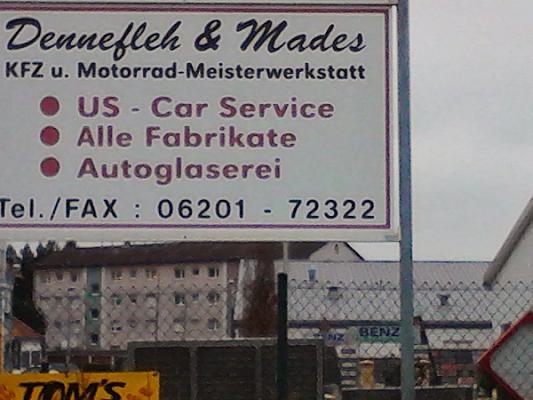 Dennefleh & Mades
KFZ u. Motorrad-Meisterwerkstatt
US - Car Service
Alle Fabrikate
Autoglaserei
Tel./FAX : 06201 - 72322
BENZ
TOM'S